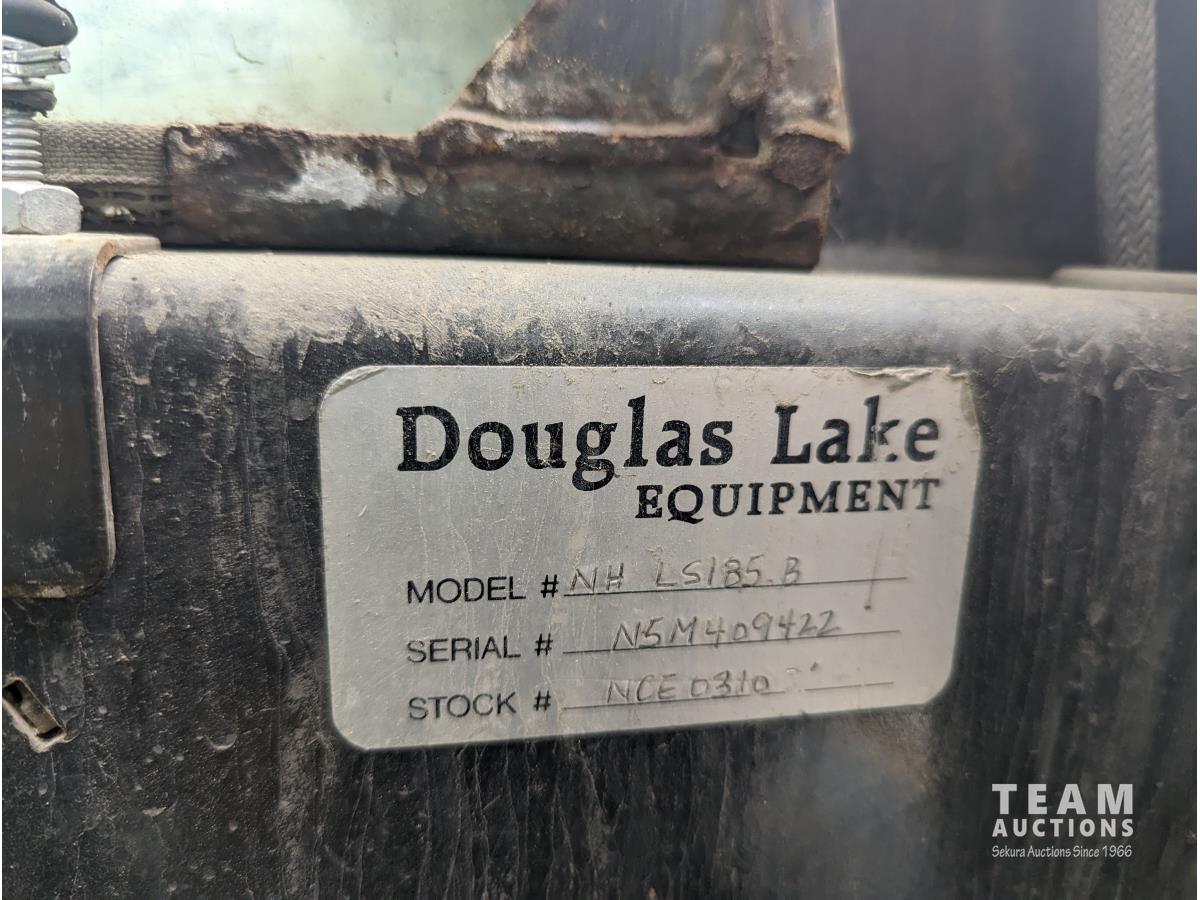 Douglas Lake
EQUIPMENT
MODEL # NH LS185.B
SERIAL # N5M409422
STOCK # NCE0310
TEAM
AUCTIONS
Sekura Auctions Since 1966